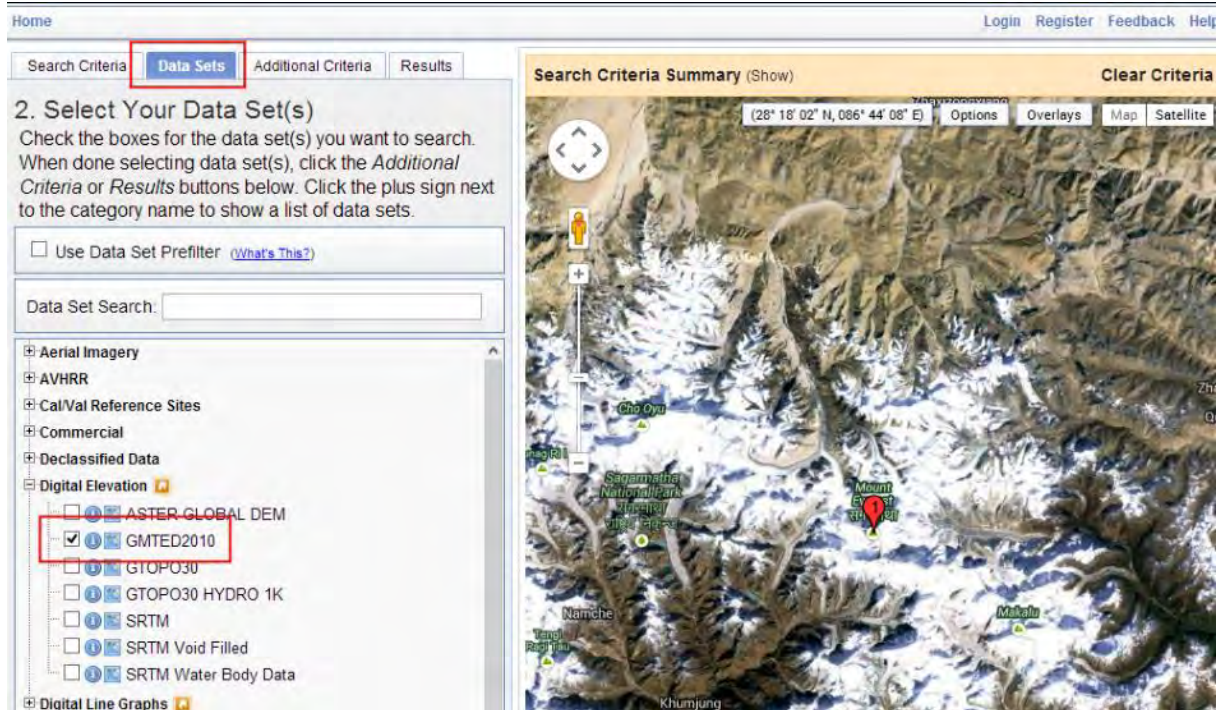 Home
Login Register Feedback Help
Search Criteria Data Sets Additional Criteria Results
2. Select Your Data Set(s)
Check the boxes for the data set(s) you want to search.
When done selecting data set(s), click the Additional
Criteria or Results buttons below. Click the plus sign next
to the category name to show a list of data sets.
Use Data Set Prefilter (What's This?)
Data Set Search:
Aerial Imagery
AVHRR
Cal/Val Reference Sites
Commercial
Declassified Data
Digital Elevation
ASTER GLOBAL DEM
GMTED2010
GTOPO30
GTOPO30 HYDRO 1K
SRTM
SRTM Void Filled
SRTM Water Body Data
Digital Line Graphs
Search Criteria Summary (Show)
Clear Criteria
(28° 18' 02" N, 086° 44' 08" E) Options Overlays Map Satellite
Cho Oyu
Sagarmatha
National Park
Mount
1
Makalu
Namche
Tengi
Ragi Tau
Khumjung